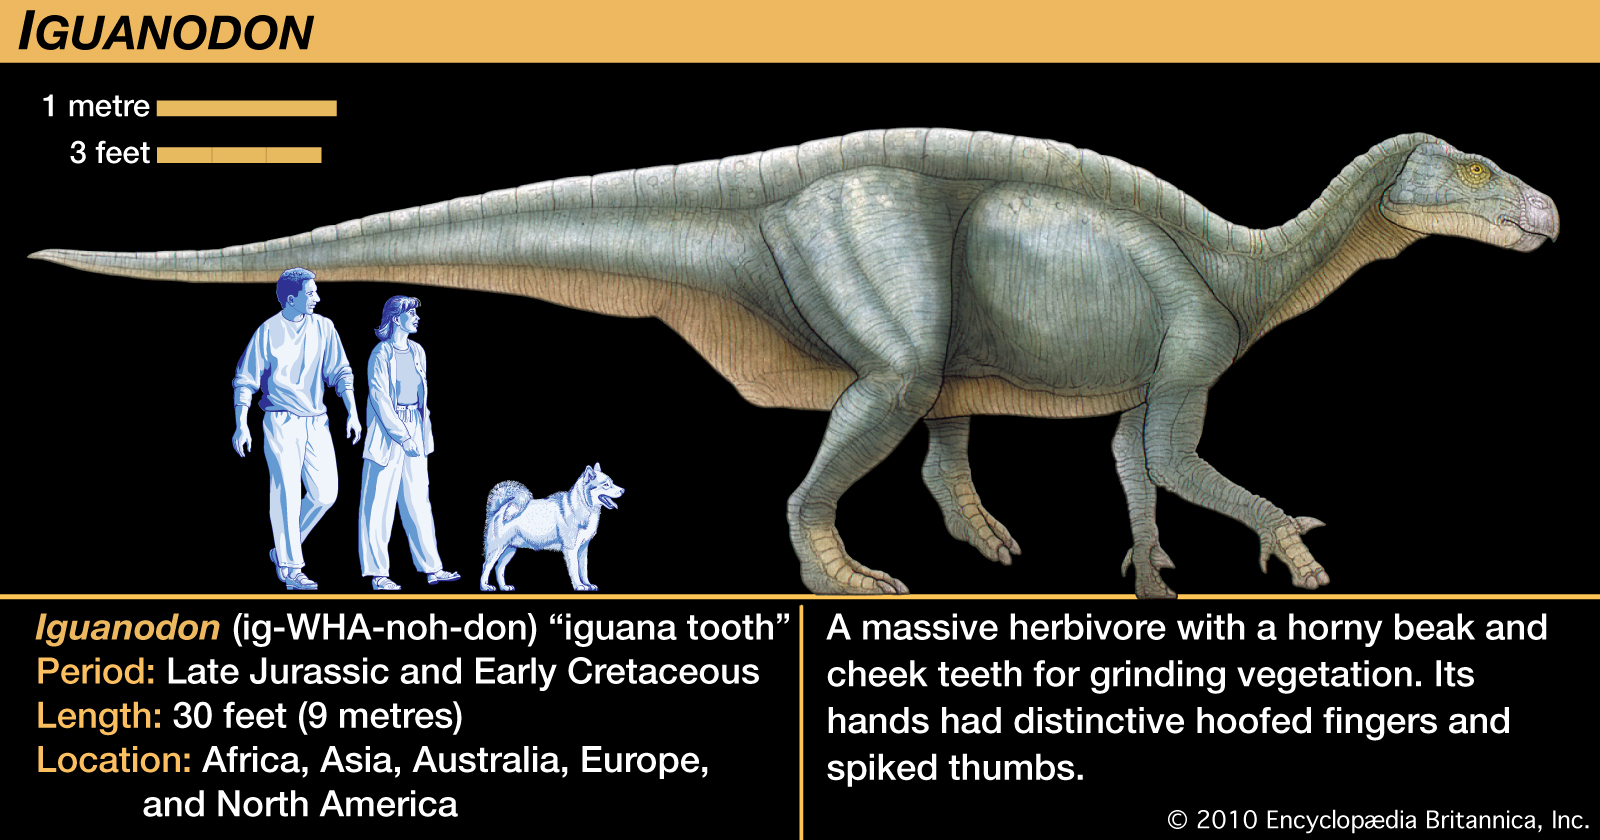 IGUANODON
1 metre
3 feet
Iguanodon (ig-WHA-noh-don) “iguana tooth”
Period: Late Jurassic and Early Cretaceous
Length: 30 feet (9 metres)
Location: Africa, Asia, Australia, Europe,
and North America
A massive herbivore with a horny beak and
cheek teeth for grinding vegetation. Its
hands had distinctive hoofed fingers and
spiked thumbs.
© 2010 Encyclopædia Britannica, Inc.